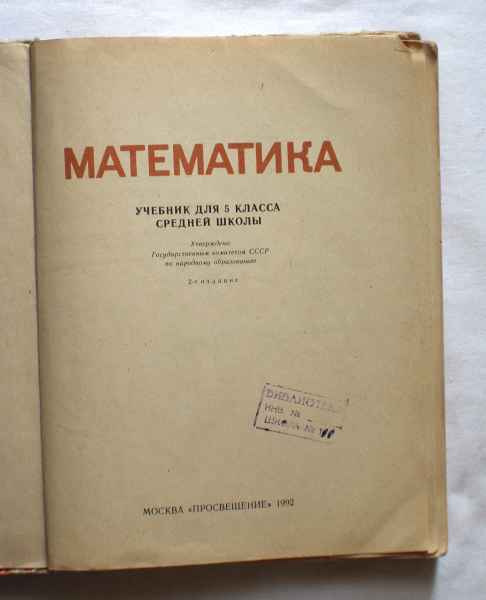 МАТЕМАТИКА
УЧЕБНИК ДЛЯ 5 КЛАССА
СРЕДНЕЙ ШКОЛЫ
Утверждено
Государственным комитетом СССР
по народному образованию
2-е издание
БИБЛИОТЕКА
ИНВ. №
ШКОЛА №
МОСКВА «ПРОСВЕЩЕНИЕ» 1992